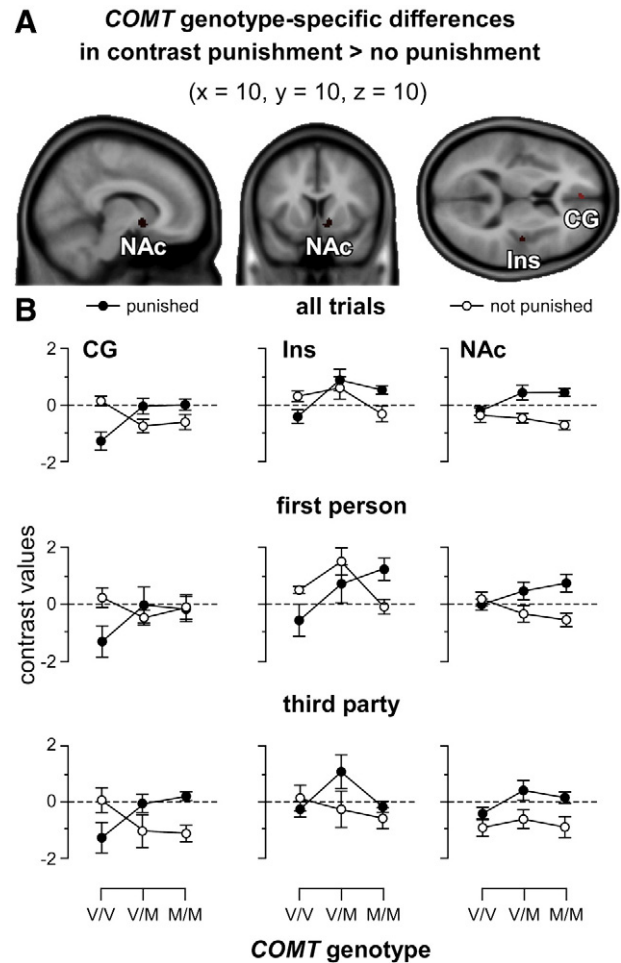 A
COMT genotype-specific differences
in contrast punishment > no punishment
(x = 10, y = 10, z = 10)
NAc
NAc
CG
Ins
B
punished
all trials
not punished
CG
Ins
NAc
2
0
-2
first person
2
0
-2
third party
2
0
-2
contrast values
V/V V/M M/M
V/V V/M M/M
V/V V/M M/M
COMT genotype